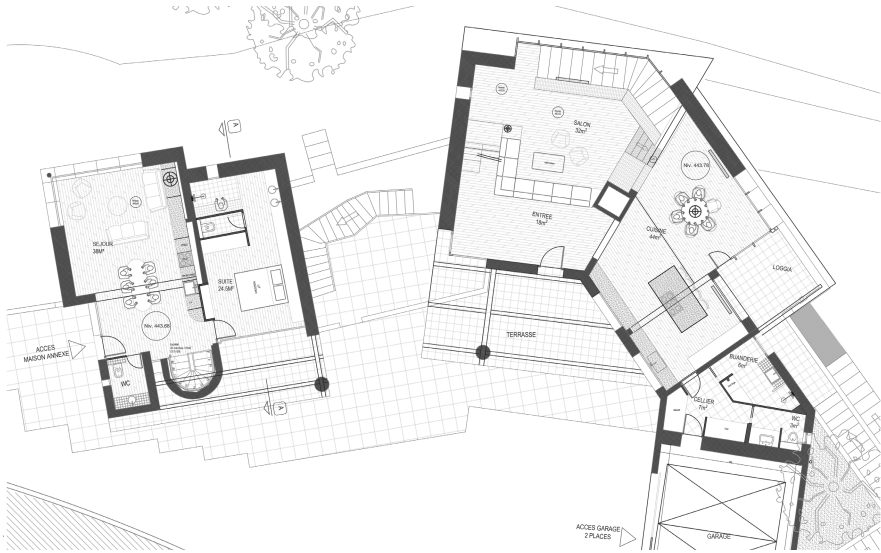 A
SEJOUR
38M²
SUITE
24.5M²
Niv. 443.88
ACCES
MAISON ANNEXE
WC
A
SALON
32m²
Niv. 443.78
ENTREE
18m²
CUISINE
44m²
LOGGIA
TERRASSE
BUANDERIE
6m²
CELLIER
7m²
WC
3m²
ACCES GARAGE
2 PLACES
GARAGE